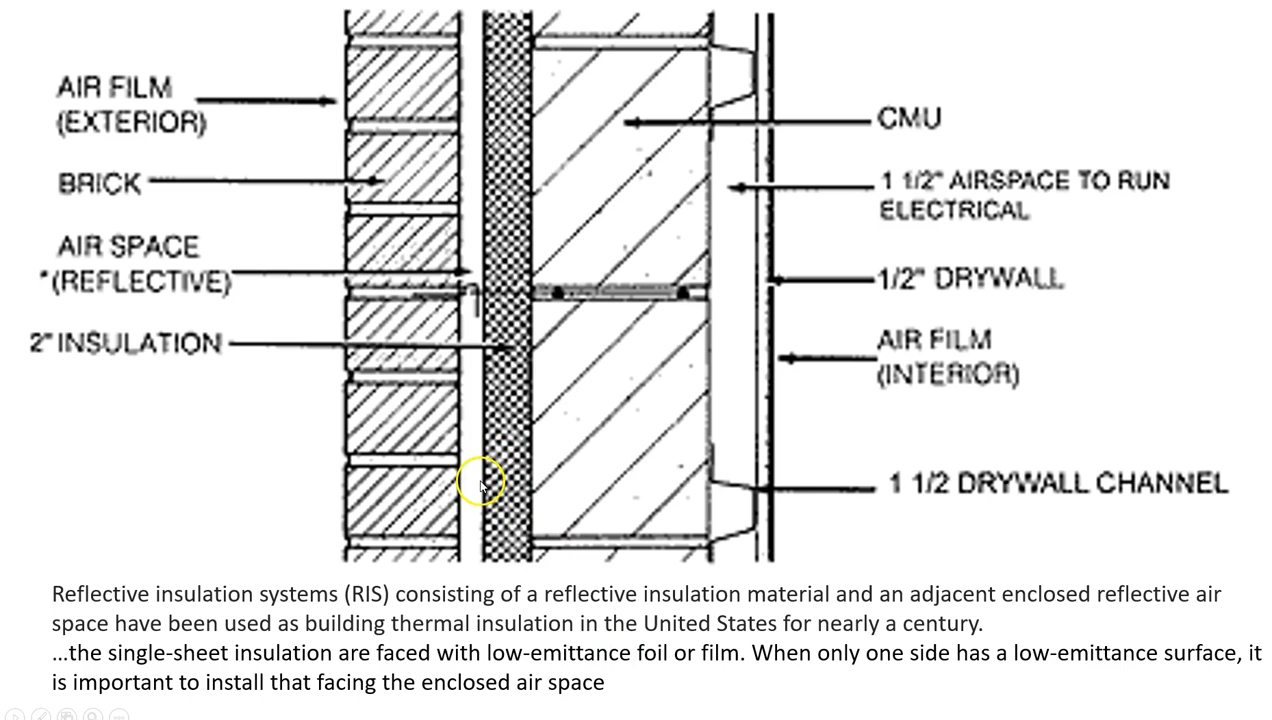 AIR FILM
(EXTERIOR)
BRICK
AIR SPACE
*(REFLECTIVE)
2" INSULATION
CMU
1 1/2" AIRSPACE TO RUN
ELECTRICAL
1/2" DRYWALL
AIR FILM
(INTERIOR)
1 1/2 DRYWALL CHANNEL
Reflective insulation systems (RIS) consisting of a reflective insulation material and an adjacent enclosed reflective air
space have been used as building thermal insulation in the United States for nearly a century.
...the single-sheet insulation are faced with low-emittance foil or film. When only one side has a low-emittance surface, it
is important to install that facing the enclosed air space